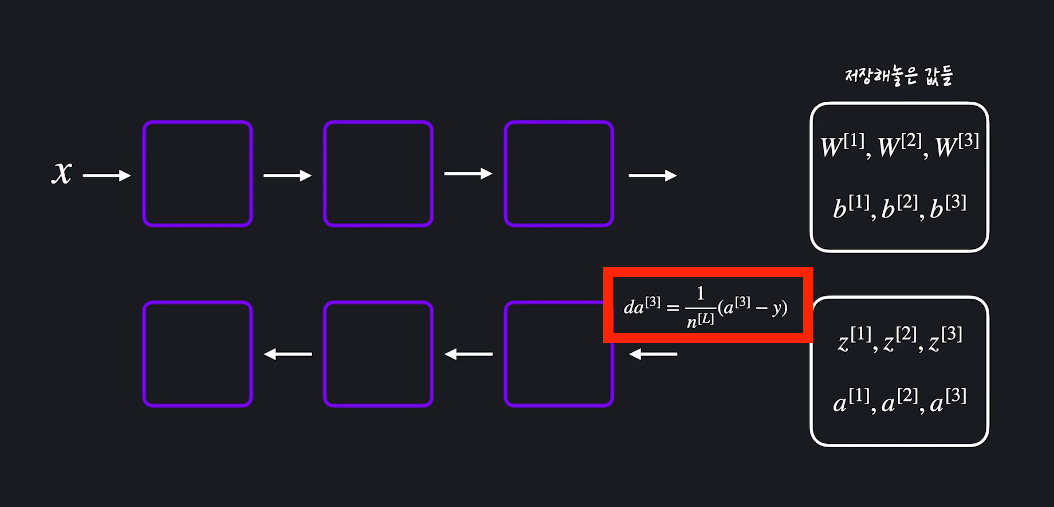 저장해놓은 값들
x
W^{[1]}, W^{[2]}, W^{[3]}
b^{[1]}, b^{[2]}, b^{[3]}
da^{[3]} = \frac{1}{n^{[L]}}(a^{[3]} - y)
z^{[1]}, z^{[2]}, z^{[3]}
a^{[1]}, a^{[2]}, a^{[3]}